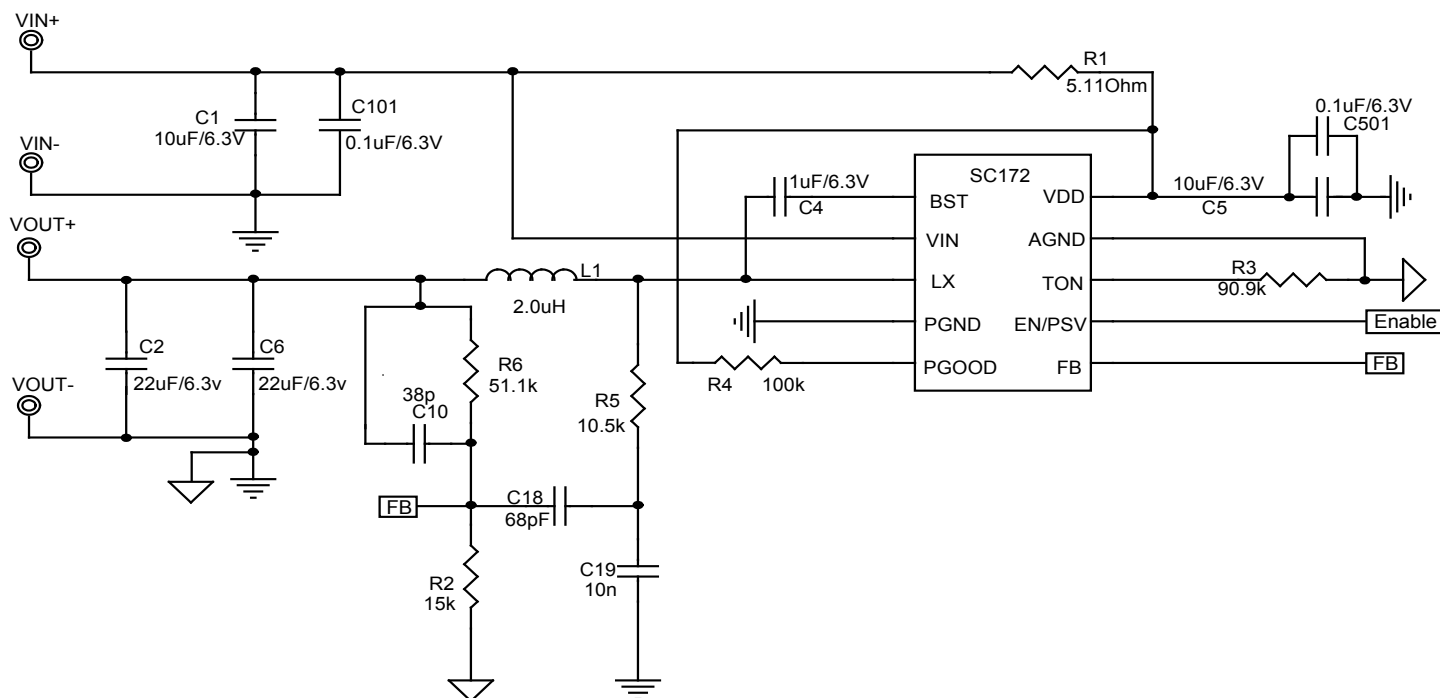 VIN+
R1
5.11Ohm
C1
10uF/6.3V
C101
0.1uF/6.3V
0.1uF/6.3V
C501
VIN-
SC172
1uF/6.3V
C4
BST
VDD
10uF/6.3V
C5
VOUT+
VIN
AGND
L1
2.0uH
LX
TON
R3
90.9k
PGND
EN/PSV
Enable
C2
22uF/6.3v
C6
22uF/6.3v
VOUT-
R6
51.1k
R4
100k
PGOOD
FB
FB
38p
C10
R5
10.5k
FB
C18
68pF
R2
15k
C19
10n